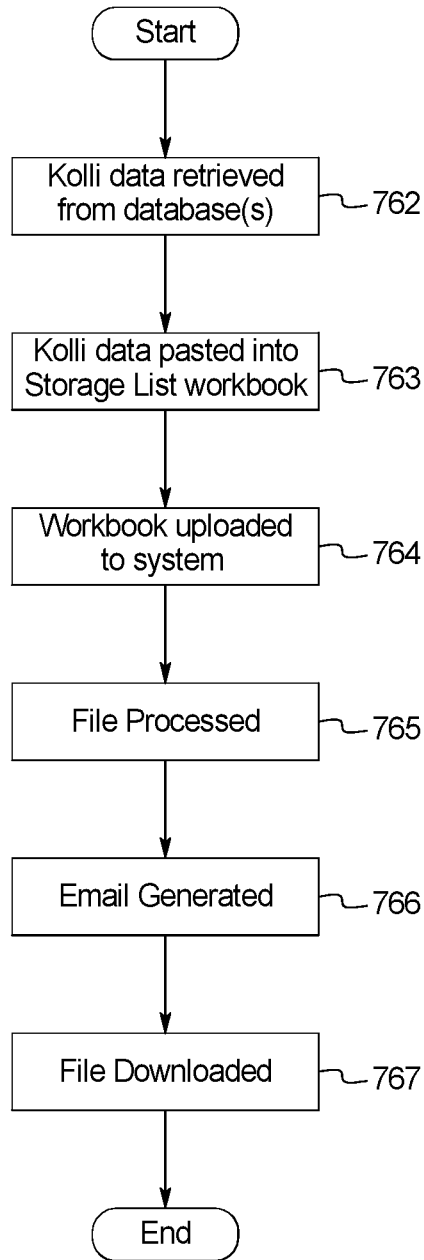 Start
Kolli data retrieved
from database(s)
762
Kolli data pasted into
Storage List workbook
763
Workbook uploaded
to system
764
File Processed
765
Email Generated
766
File Downloaded
767
End